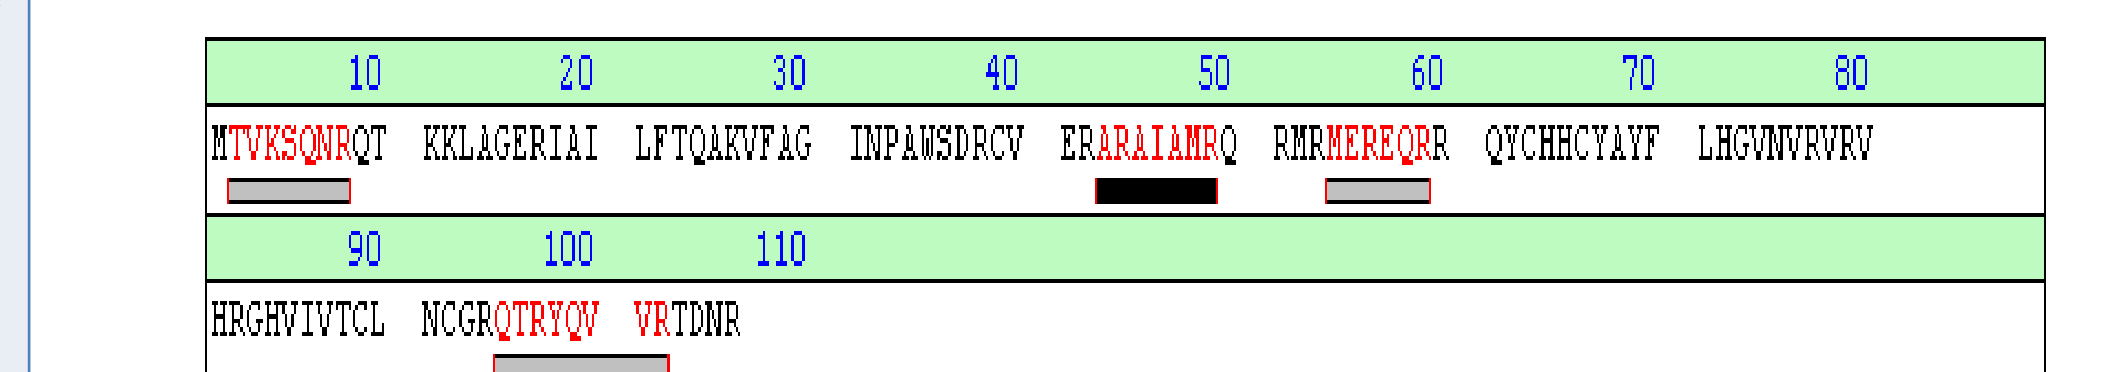 10 20 30 40 50 60 70 80
MTVKSQNRQT KKLAGERIAI LFTQAKVFAG INPAWSDRCV ERARAIAMRQ RMRMEREQRR QYCHHCYAYF LHGVNVRVRV
90 100 110
HRGHVIVTCL NCGRQTRYQV VRTDNR